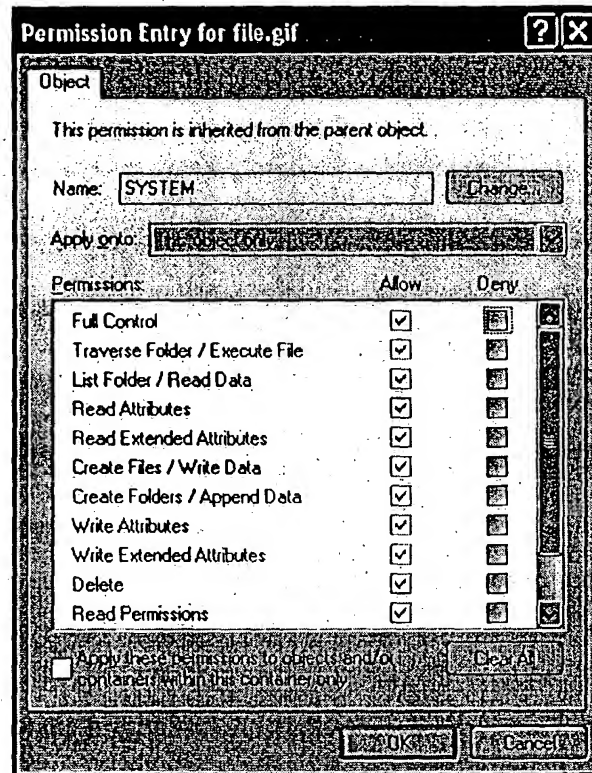 Permission Entry for file.gif
Object
This permission is inherited from the parent object.
Name: SYSTEM Change...
Apply onto: This object only
Permissions: Allow Deny
Full Control
Traverse Folder / Execute File
List Folder / Read Data
Read Attributes
Read Extended Attributes
Create Files / Write Data
Create Folders / Append Data
Write Attributes
Write Extended Attributes
Delete
Read Permissions
Apply these permissions to objects and/or Clear All
containers within this container only
OK Cancel